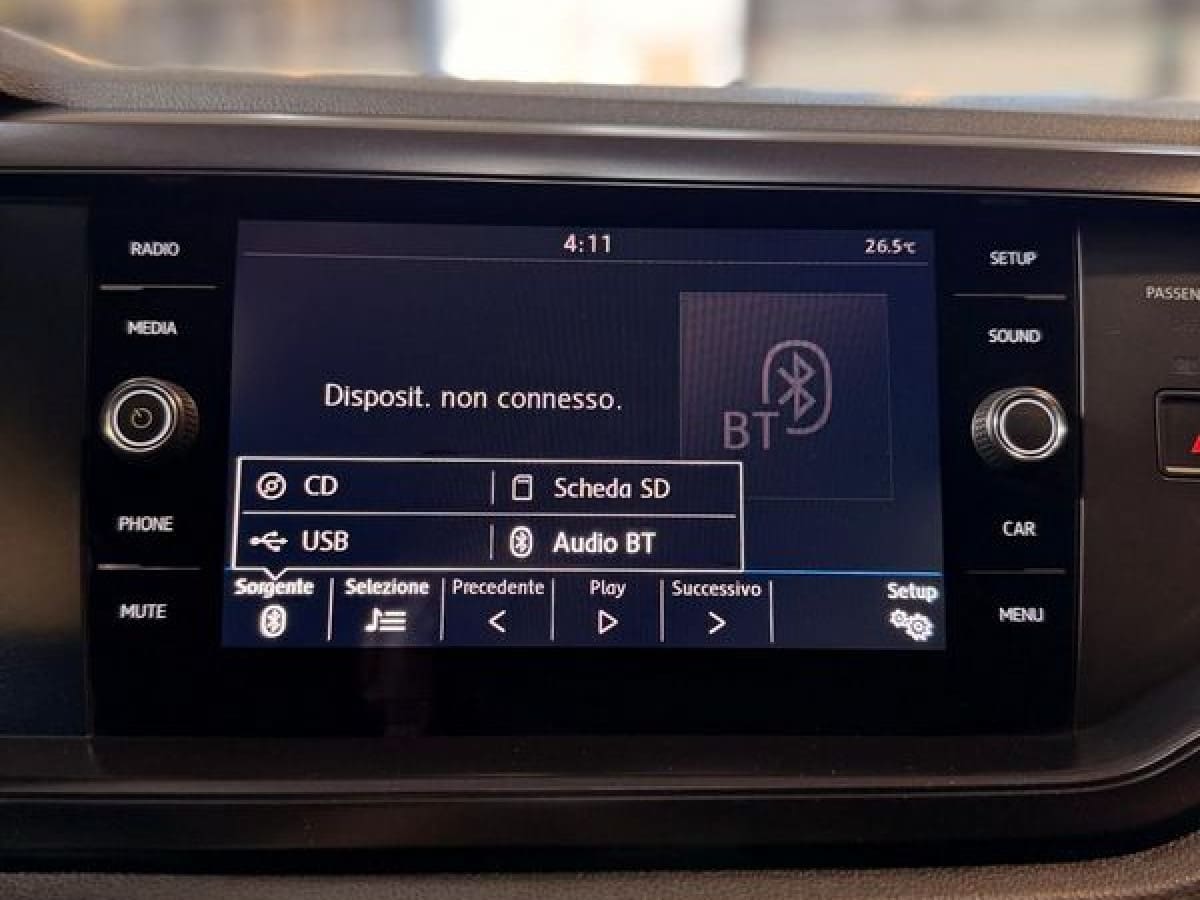 RADIO
MEDIA
PHONE
MUTE
4:11
26.5°C
Disposit. non connesso.
BT
CD
Scheda SD
USB
Audio BT
Sorgente
Selezione
Precedente
Play
Successivo
Setup
SETUP
SOUND
CAR
MENU
PASSEN